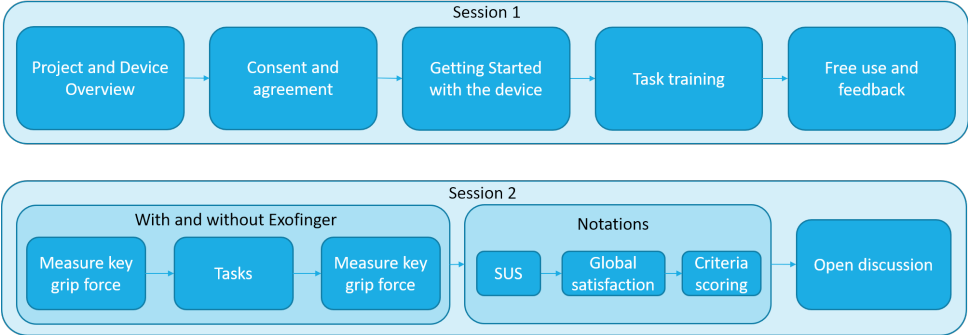 Session 1
Project and Device
Overview
Consent and
agreement
Getting Started
with the device
Task training
Free use and
feedback
Session 2
With and without Exofinger
Measure key
grip force
Tasks
Measure key
grip force
Notations
SUS
Global
satisfaction
Criteria
scoring
Open discussion